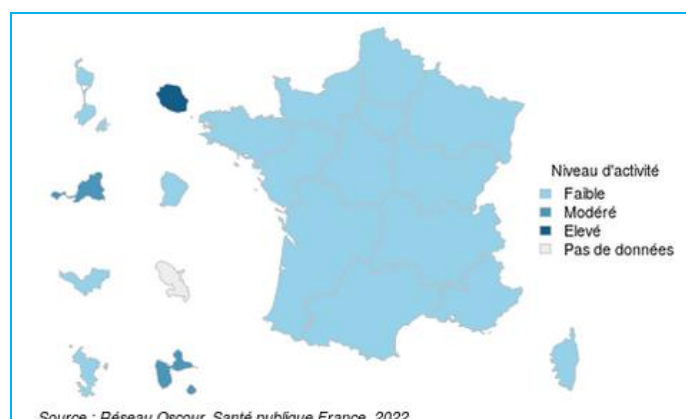 Niveau d'activité
Faible
Modéré
Elevé
Pas de données
Source : Réseau Oscour, Santé publique France, 2022